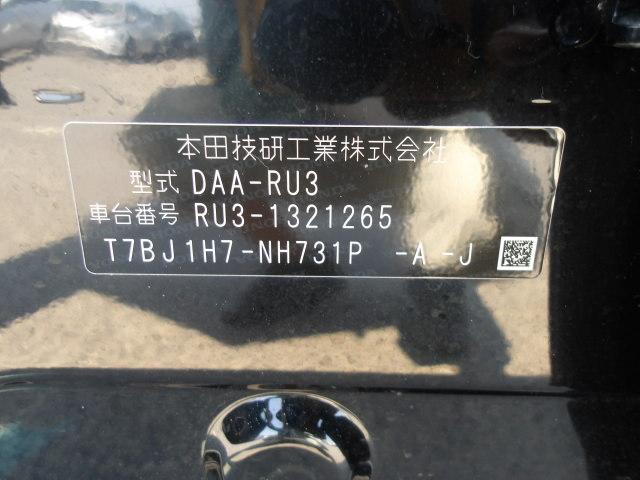 本田技研工業株式会社
型式 DAA-RU3
車台番号 RU3-1321265
T7BJ1H7-NH731P -A -J